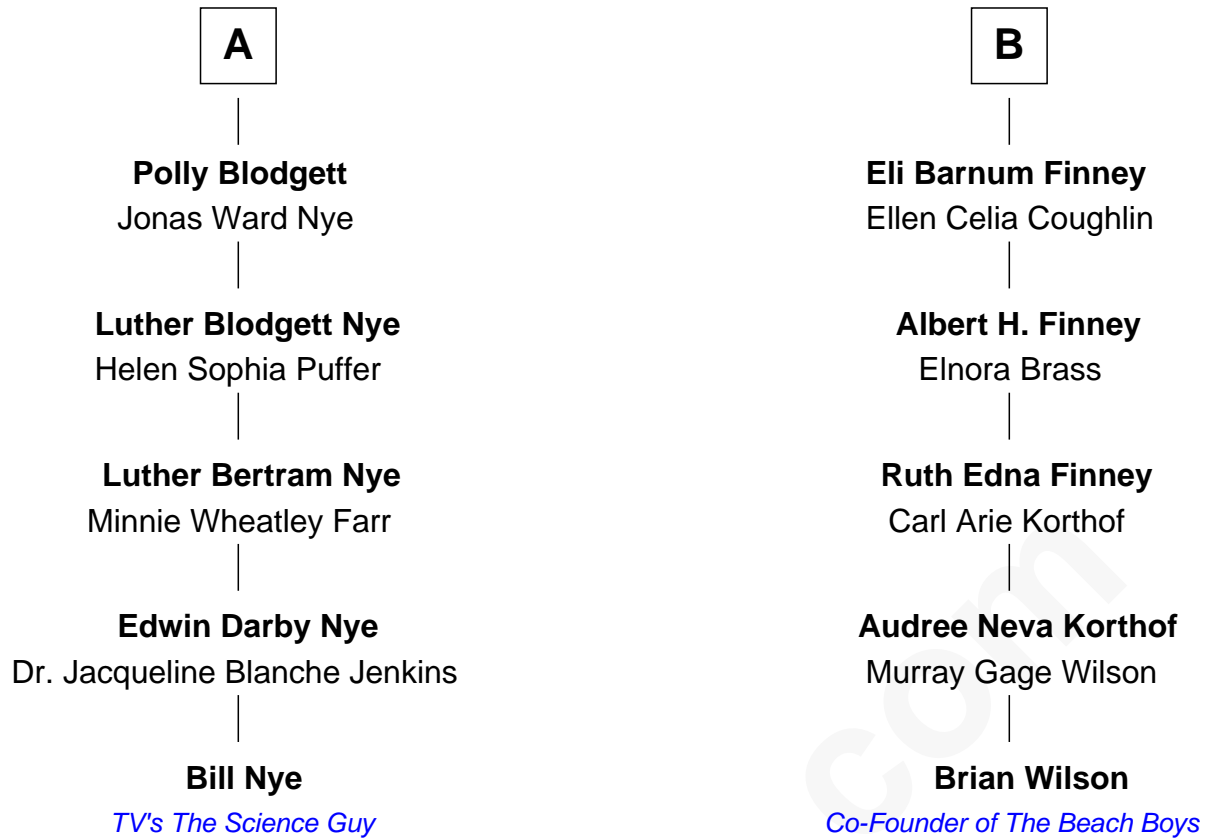 A
Polly Blodgett
Jonas Ward Nye
Luther Blodgett Nye
Helen Sophia Puffer
Luther Bertram Nye
Minnie Wheatley Farr
Edwin Darby Nye
Dr. Jacqueline Blanche Jenkins
Bill Nye
TV's The Science Guy
B
Eli Barnum Finney
Ellen Celia Coughlin
Albert H. Finney
Elnora Brass
Ruth Edna Finney
Carl Arie Korthof
Audree Neva Korthof
Murray Gage Wilson
Brian Wilson
Co-Founder of The Beach Boys
com